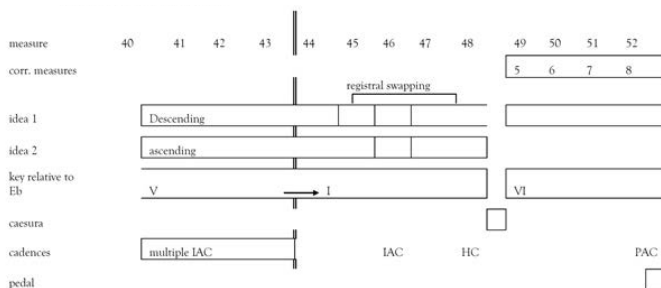 measure 40 41 42 43 44 45 46 47 48 49 50 51 52
corr. measures 5 6 7 8
registral swapping
idea 1 Descending
idea 2 ascending
key relative to
Eb V I VI
caesura
cadences multiple IAC IAC HC PAC
pedal